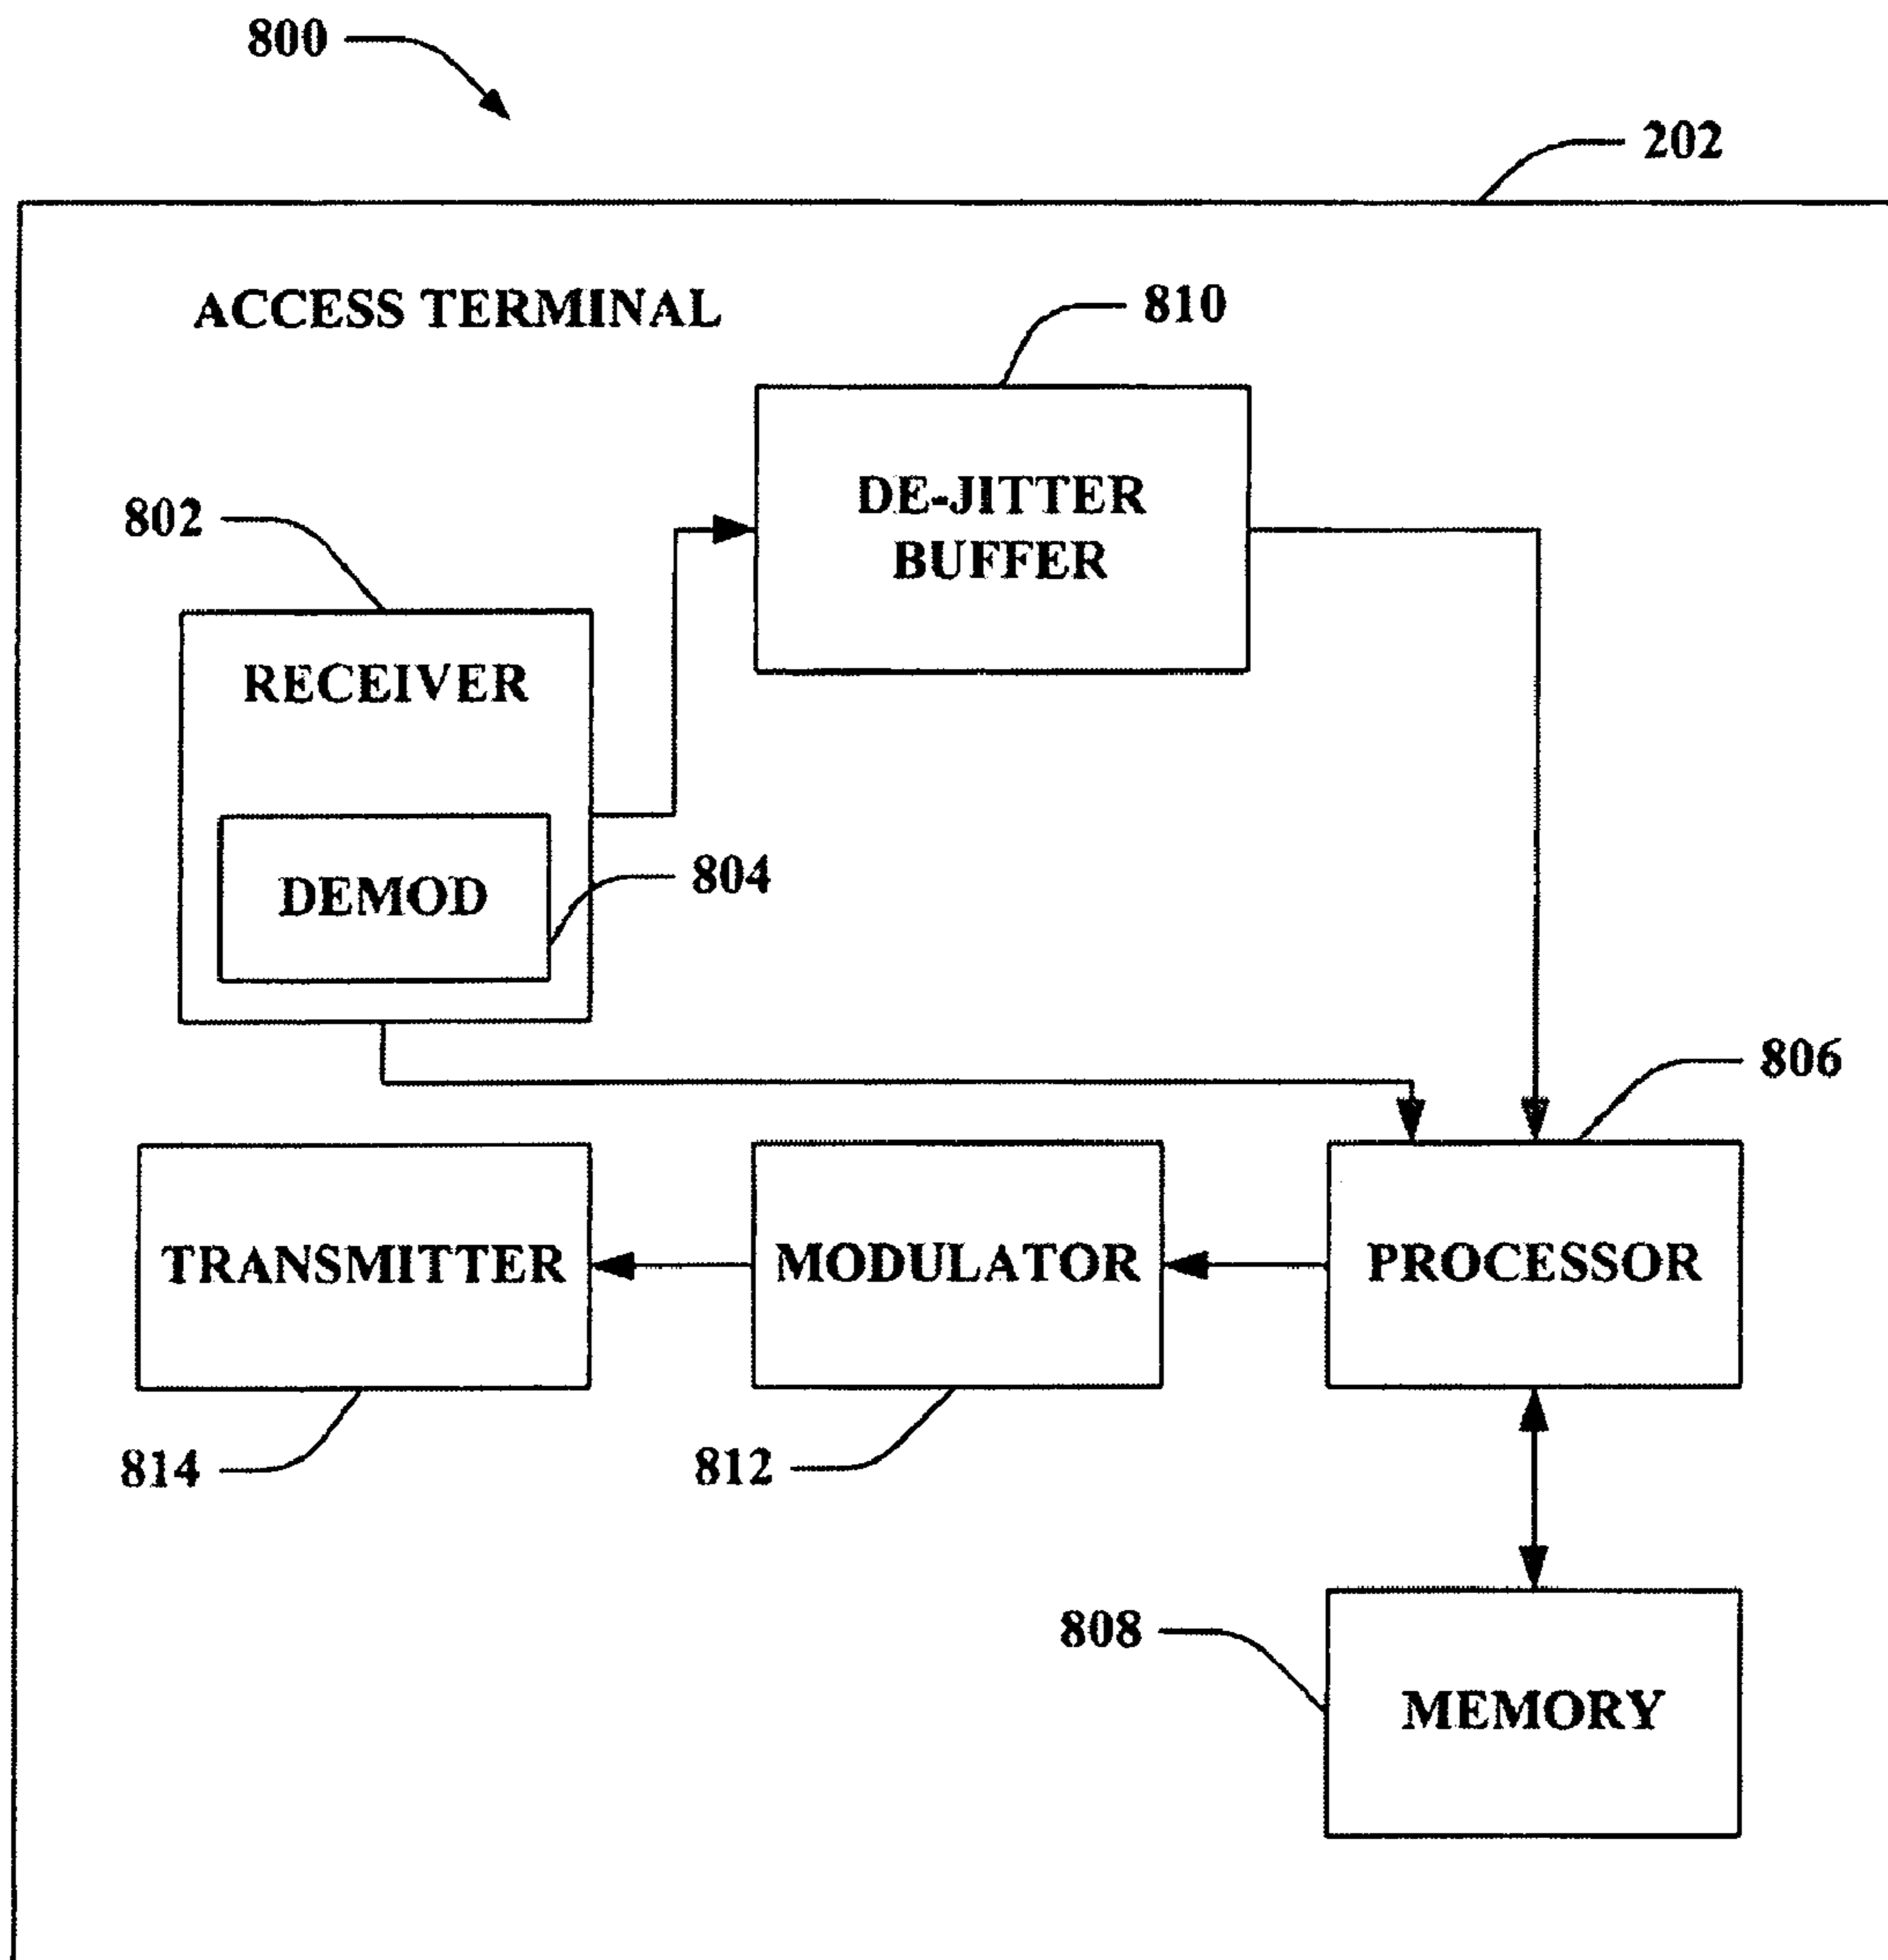 800
202
ACCESS TERMINAL
810
DE-JITTER
BUFFER
802
RECEIVER
DEMOD
804
806
TRANSMITTER
MODULATOR
PROCESSOR
814
812
808
MEMORY